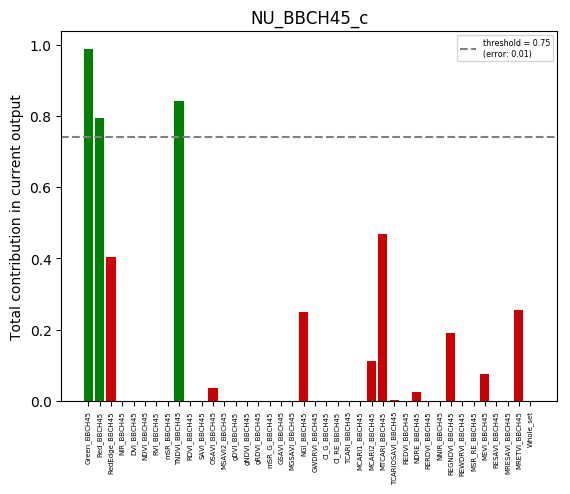 NU_BBCH45_c
threshold = 0.75
(error: 0.01)
Total contribution in current output
1.0
0.8
0.6
0.4
0.2
0.0
Green_BBCH45
Red_BBCH45
RedEdge_BBCH45
NIR_BBCH45
DVI_BBCH45
NDVI_BBCH45
RVI_BBCH45
mSR_BBCH45
TNDVI_BBCH45
RDVI_BBCH45
SAVI_BBCH45
OSAVI_BBCH45
MSAVI2_BBCH45
gDVI_BBCH45
gNDVI_BBCH45
gRDVI_BBCH45
mSR_G_BBCH45
GSAVI_BBCH45
MGSAVI_BBCH45
NGI_BBCH45
GWDRVI_BBCH45
CI_G_BBCH45
CI_RE_BBCH45
TCARI_BBCH45
MCARI1_BBCH45
MCARI2_BBCH45
MTCARI_BBCH45
TCARIOSAVI_BBCH45
REDVI_BBCH45
NDRE_BBCH45
RERDVI_BBCH45
NNIR_BBCH45
REGNDVI_BBCH45
REWDRVI_BBCH45
MSR_RE_BBCH45
MEVI_BBCH45
RESAVI_BBCH45
MRESAVI_BBCH45
MRETVI_BBCH45
Whole_set